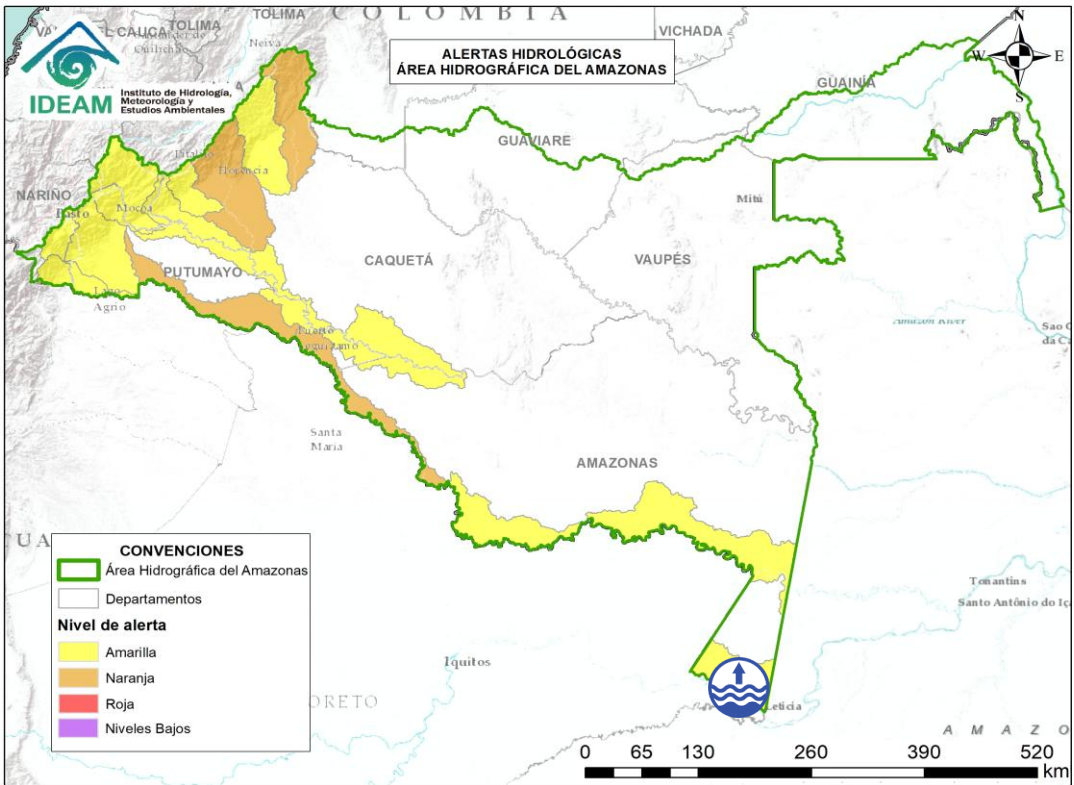 COLOMBIA
TOLIMA
TOLIMA
VICHADA
Neiva
ALERTAS HIDROLÓGICAS
ÁREA HIDROGRÁFICA DEL AMAZONAS
N
W
E
S
IDEAM
Instituto de Hidrología,
Meteorología y
Estudios Ambientales
GUAINÍA
GUAVIARE
Florencia
NARIÑO
Pasto
Mocoa
Mitú
PUTUMAYO
CAQUETÁ
VAUPÉS
Lago
Agrio
Amazon River
Puerto
Leguízamo
Santa
Maria
AMAZONAS
CONVENCIONES
Área Hidrográfica del Amazonas
Departamentos
Nivel de alerta
Amarilla
Naranja
Roja
Niveles Bajos
Tonantins
Santo Antônio do Iç
Iquitos
ORETO
Leticia
AMAZO
0 65 130 260 390 520
km